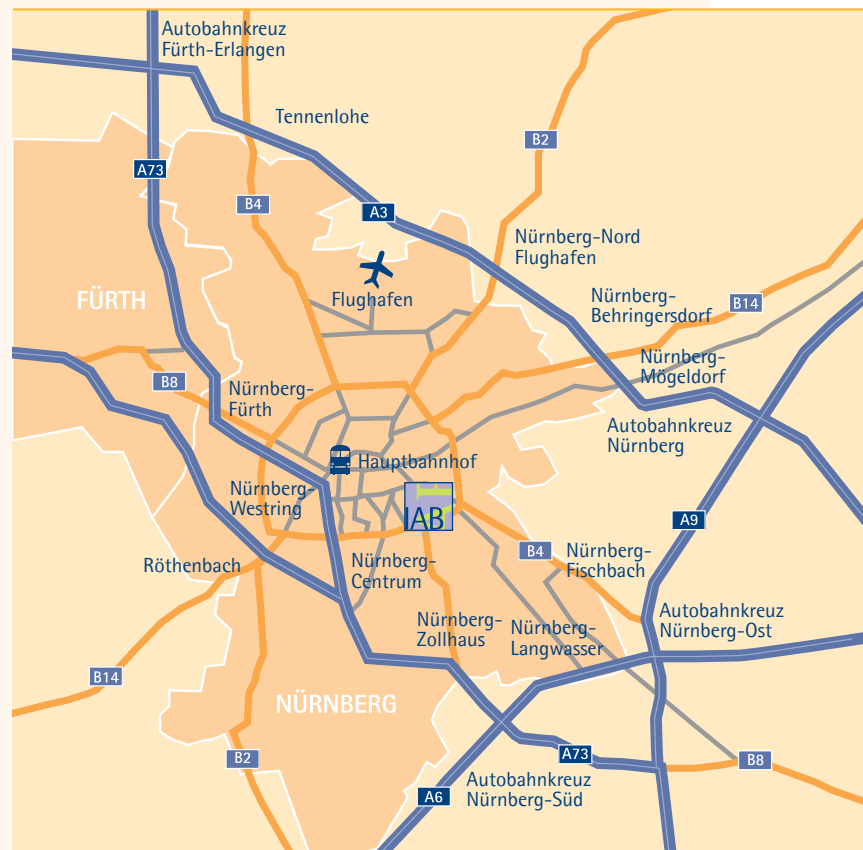 Autobahnkreuz
Fürth-Erlangen
Tennenlohe
B2
A73
B4
A3
Nürnberg-Nord
Flughafen
Flughafen
FÜRTH
Nürnberg-
Behringersdorf
B14
Nürnberg-
Mögeldorf
B8
Nürnberg-
Fürth
Autobahnkreuz
Nürnberg
Hauptbahnhof
Nürnberg-
Westring
IAB
A9
B4
Nürnberg-
Fischbach
Röthenbach
Nürnberg-
Centrum
Nürnberg-
Zollhaus
Nürnberg-
Langwasser
Autobahnkreuz
Nürnberg-Ost
B14
NÜRNBERG
B2
A73
B8
Autobahnkreuz
Nürnberg-Süd
A6